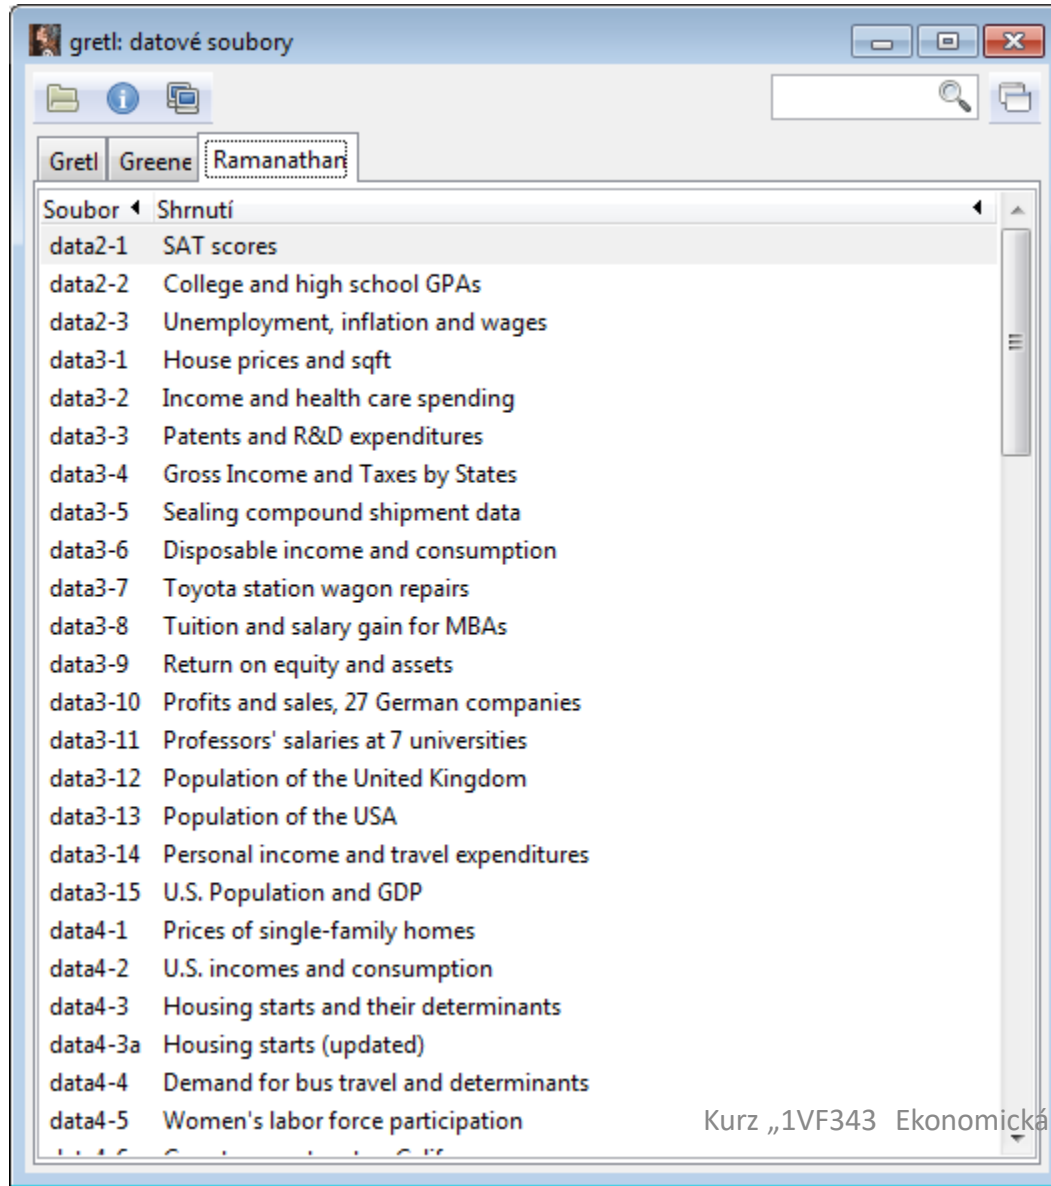 gretl: datové soubory
Gretl Greene Ramanathan
Soubor Shrnutí
data2-1 SAT scores
data2-2 College and high school GPAs
data2-3 Unemployment, inflation and wages
data3-1 House prices and sqft
data3-2 Income and health care spending
data3-3 Patents and R&D expenditures
data3-4 Gross Income and Taxes by States
data3-5 Sealing compound shipment data
data3-6 Disposable income and consumption
data3-7 Toyota station wagon repairs
data3-8 Tuition and salary gain for MBAs
data3-9 Return on equity and assets
data3-10 Profits and sales, 27 German companies
data3-11 Professors' salaries at 7 universities
data3-12 Population of the United Kingdom
data3-13 Population of the USA
data3-14 Personal income and travel expenditures
data3-15 U.S. Population and GDP
data4-1 Prices of single-family homes
data4-2 U.S. incomes and consumption
data4-3 Housing starts and their determinants
data4-3a Housing starts (updated)
data4-4 Demand for bus travel and determinants
data4-5 Women's labor force participation
Kurz „1VF343 Ekonomická